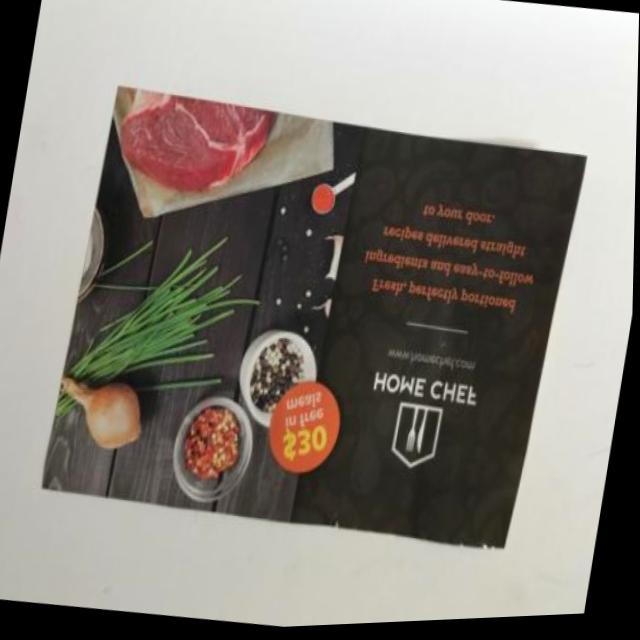 HOME CHEF
www.homechef.com
Fresh, perfectly portioned
ingredients and easy-to-follow
recipes delivered straight
to your door.
$30
in free
meals